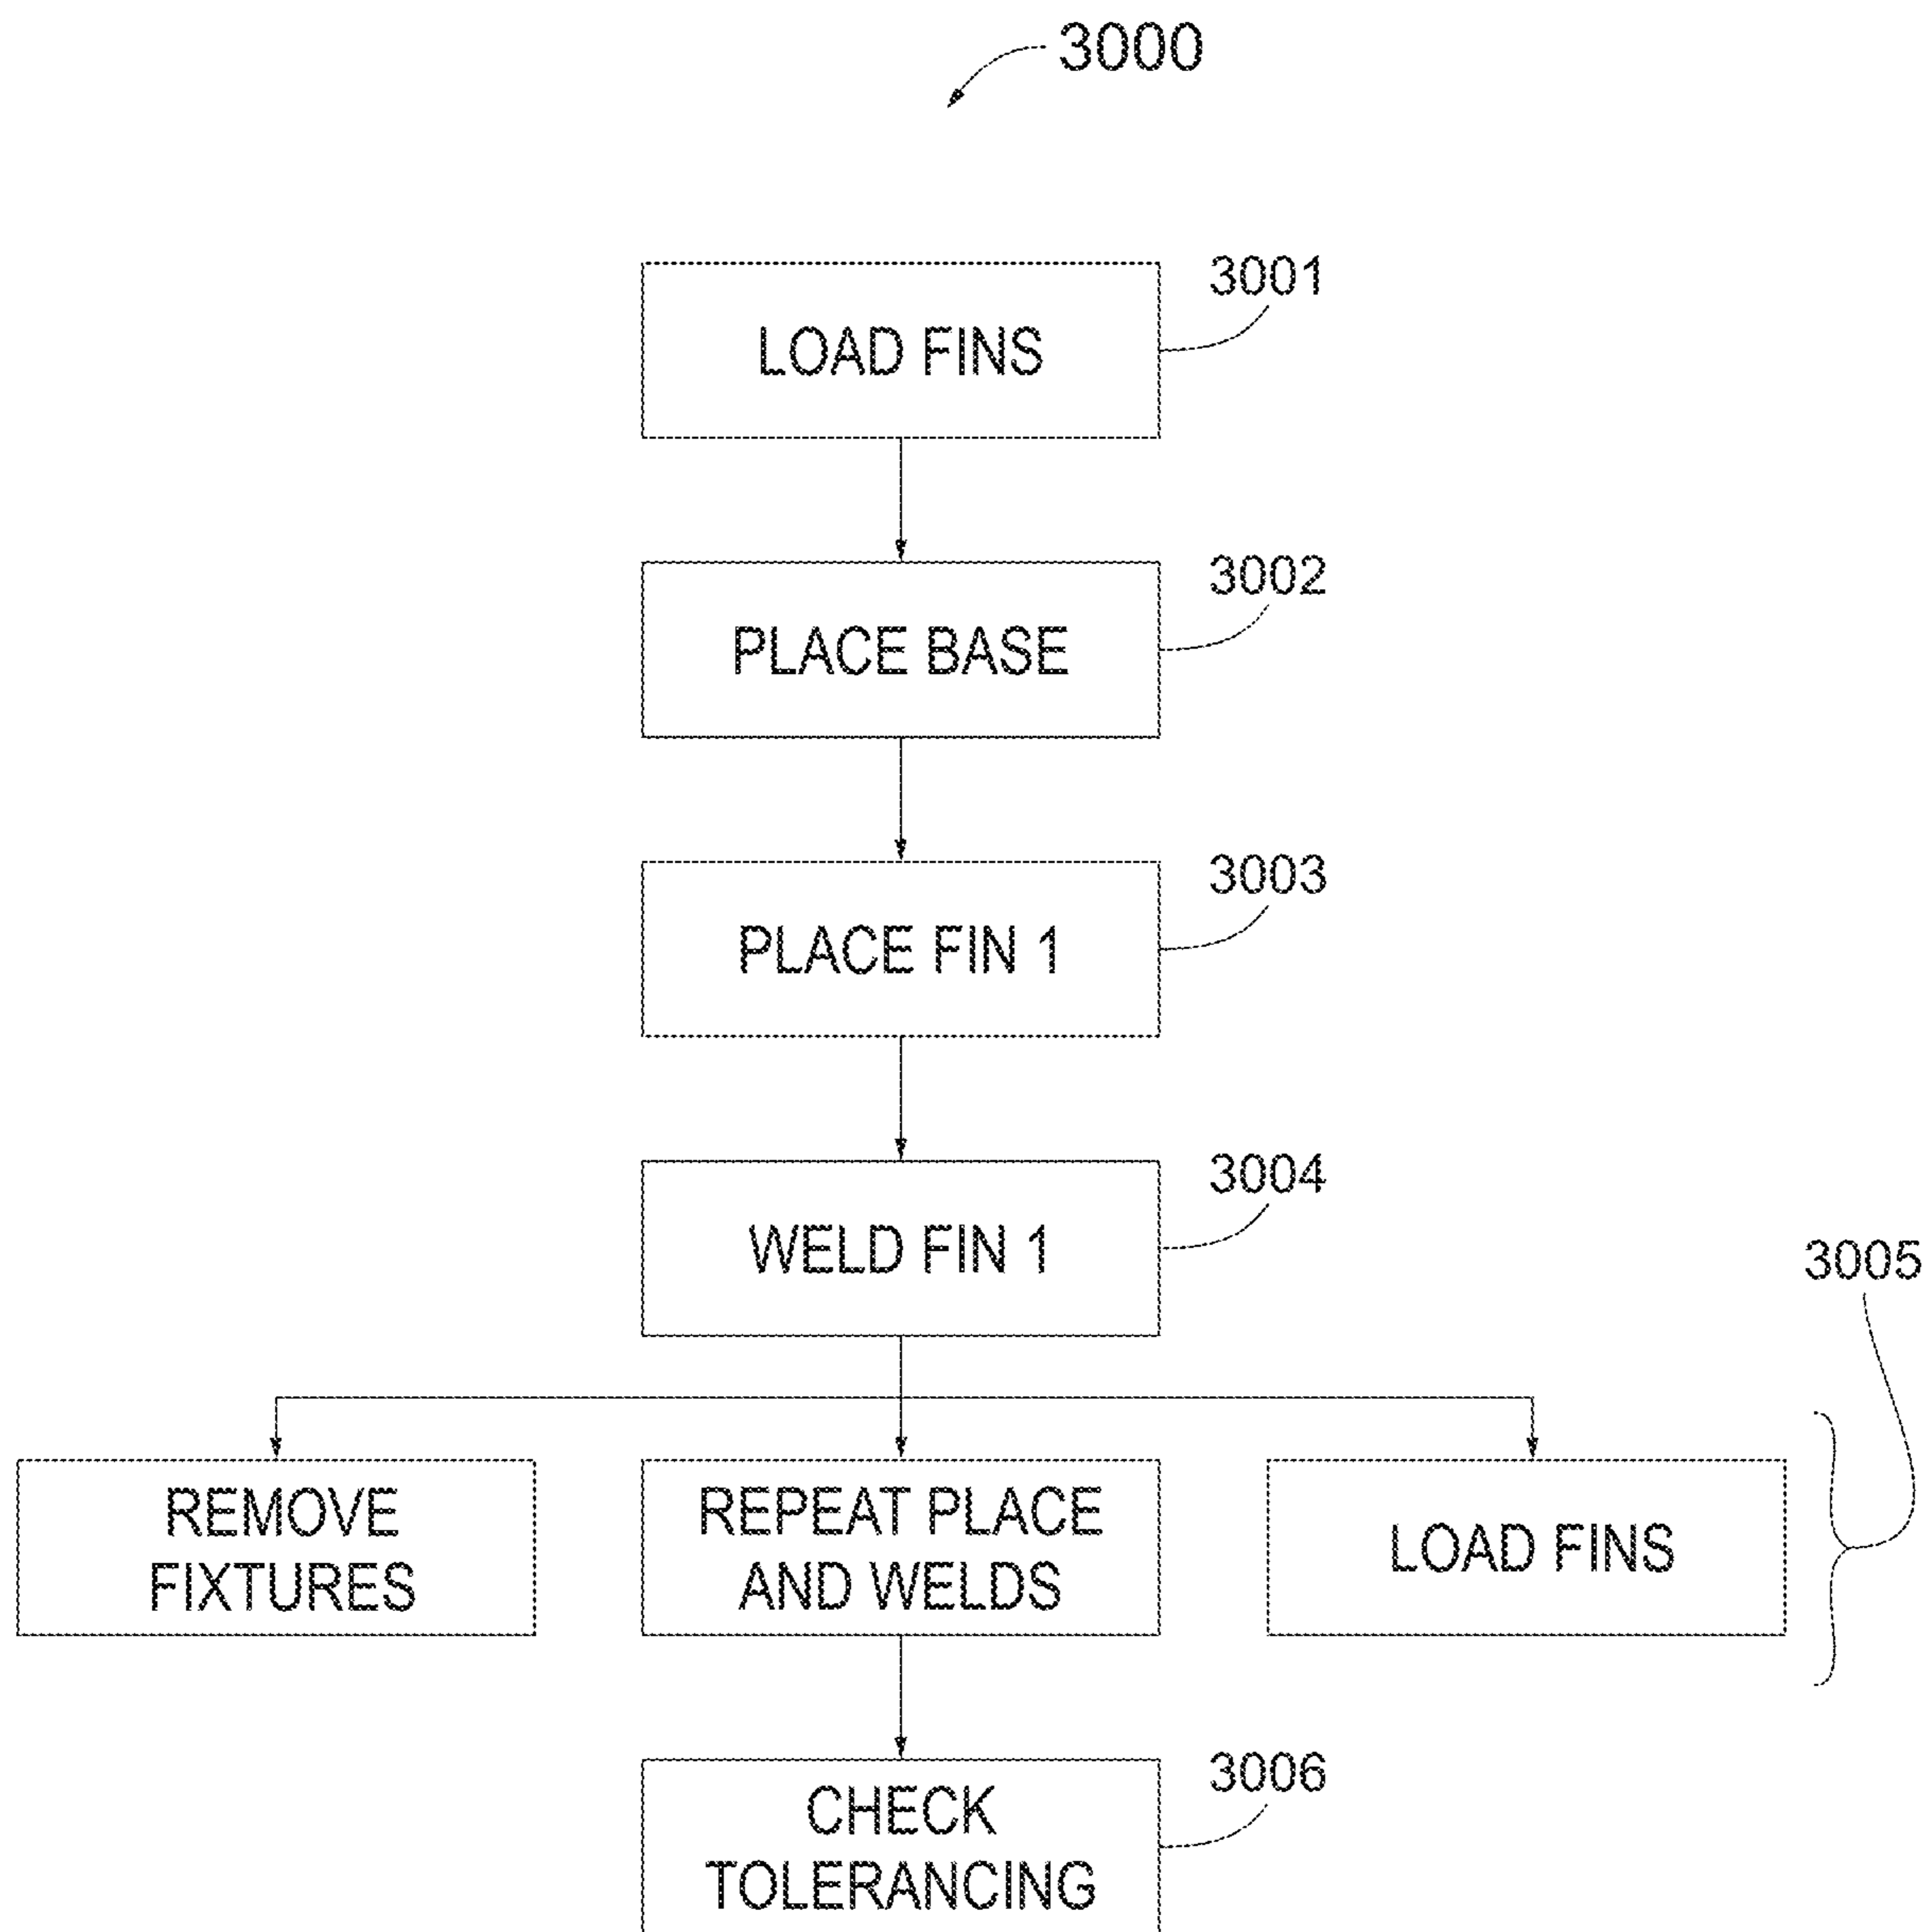 3000
3001
LOAD FINS
3002
PLACE BASE
3003
PLACE FIN 1
3004
WELD FIN 1
3005
REMOVE
FIXTURES
REPEAT PLACE
AND WELDS
LOAD FINS
3006
CHECK
TOLERANCING